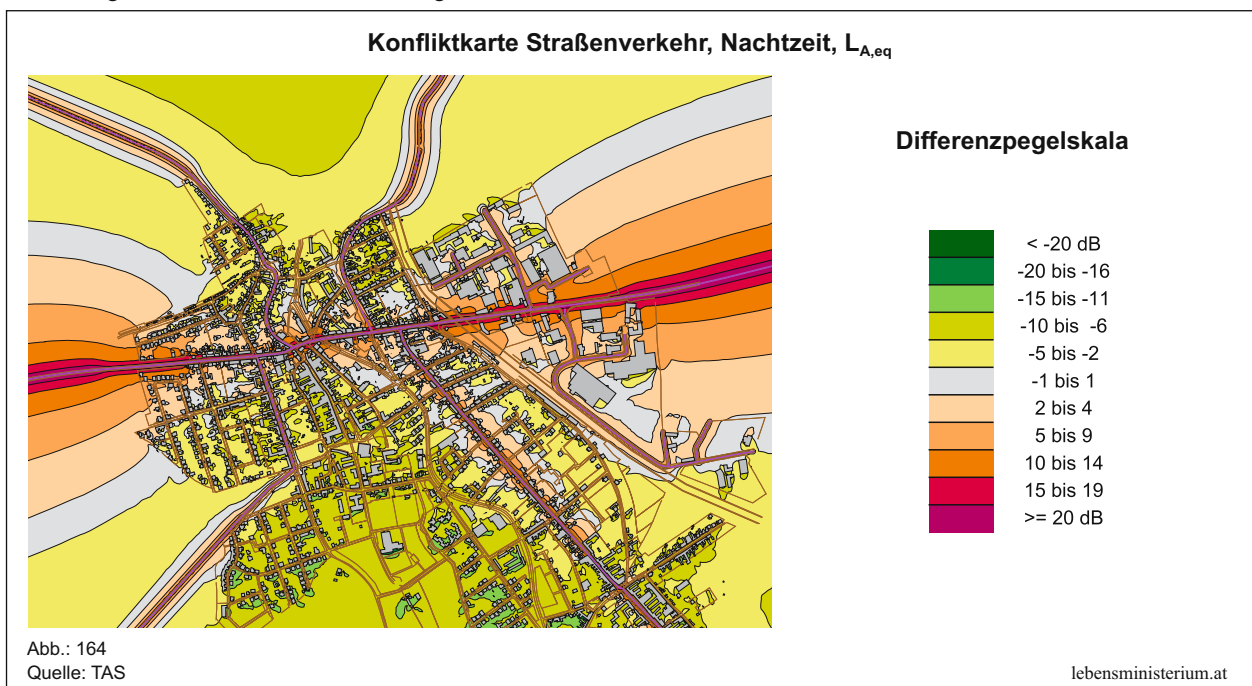 Konfliktkarte Straßenverkehr, Nachtzeit, L_A,eq
Differenzpegelskala
< -20 dB
-20 bis -16
-15 bis -11
-10 bis -6
-5 bis -2
-1 bis 1
2 bis 4
5 bis 9
10 bis 14
15 bis 19
>= 20 dB
Abb.: 164
Quelle: TAS
lebensministerium.at